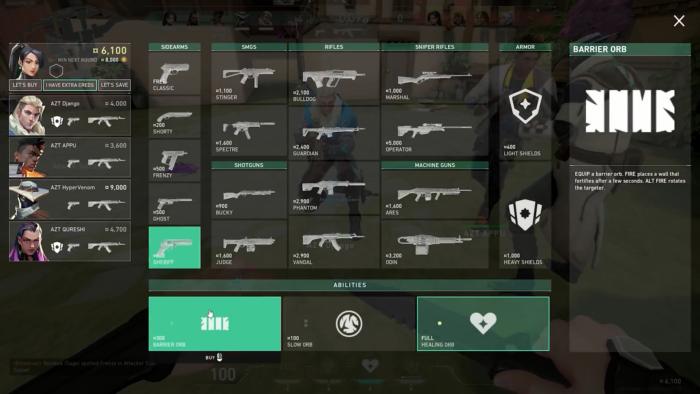 ¤ 6,100
MIN NEXT ROUND: ¤ 8,000
LET'S BUY
I HAVE EXTRA CREDS
LET'S SAVE
AZT Django
¤ 4,000
AZT APPU
¤ 3,600
AZT HyperVenom
¤ 9,000
AZT QURESHI
¤ 4,700
SIDEARMS
SMGS
RIFLES
SNIPER RIFLES
ARMOR
FREE
CLASSIC
¤200
SHORTY
¤500
FRENZY
¤500
GHOST
SHERIFF
¤1,100
STINGER
¤1,600
SPECTRE
SHOTGUNS
¤900
BUCKY
¤1,600
JUDGE
¤2,100
BULLDOG
¤2,400
GUARDIAN
¤2,900
PHANTOM
¤2,900
VANDAL
¤1,000
MARSHAL
¤5,000
OPERATOR
MACHINE GUNS
¤1,600
ARES
¤3,200
ODIN
¤400
LIGHT SHIELDS
¤1,000
HEAVY SHIELDS
ABILITIES
¤300
BARRIER ORB
¤100
SLOW ORB
FULL
HEALING ORB
BUY
BARRIER ORB
EQUIP a barrier orb. FIRE places a wall that
fortifies after a few seconds. ALT FIRE rotates
the targeter.
AZT APPU
100
¤ 6,100